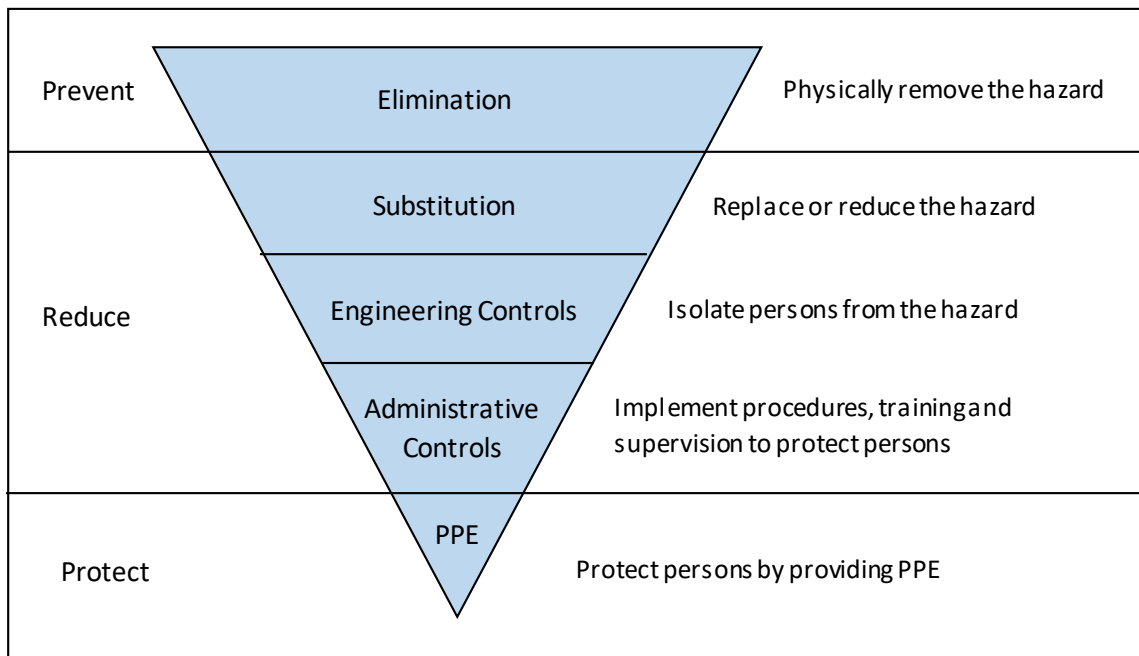 Prevent
Elimination
Physically remove the hazard
Substitution
Replace or reduce the hazard
Reduce
Engineering Controls
Isolate persons from the hazard
Administrative
Controls
Implement procedures, training and
supervision to protect persons
PPE
Protect
Protect persons by providing PPE